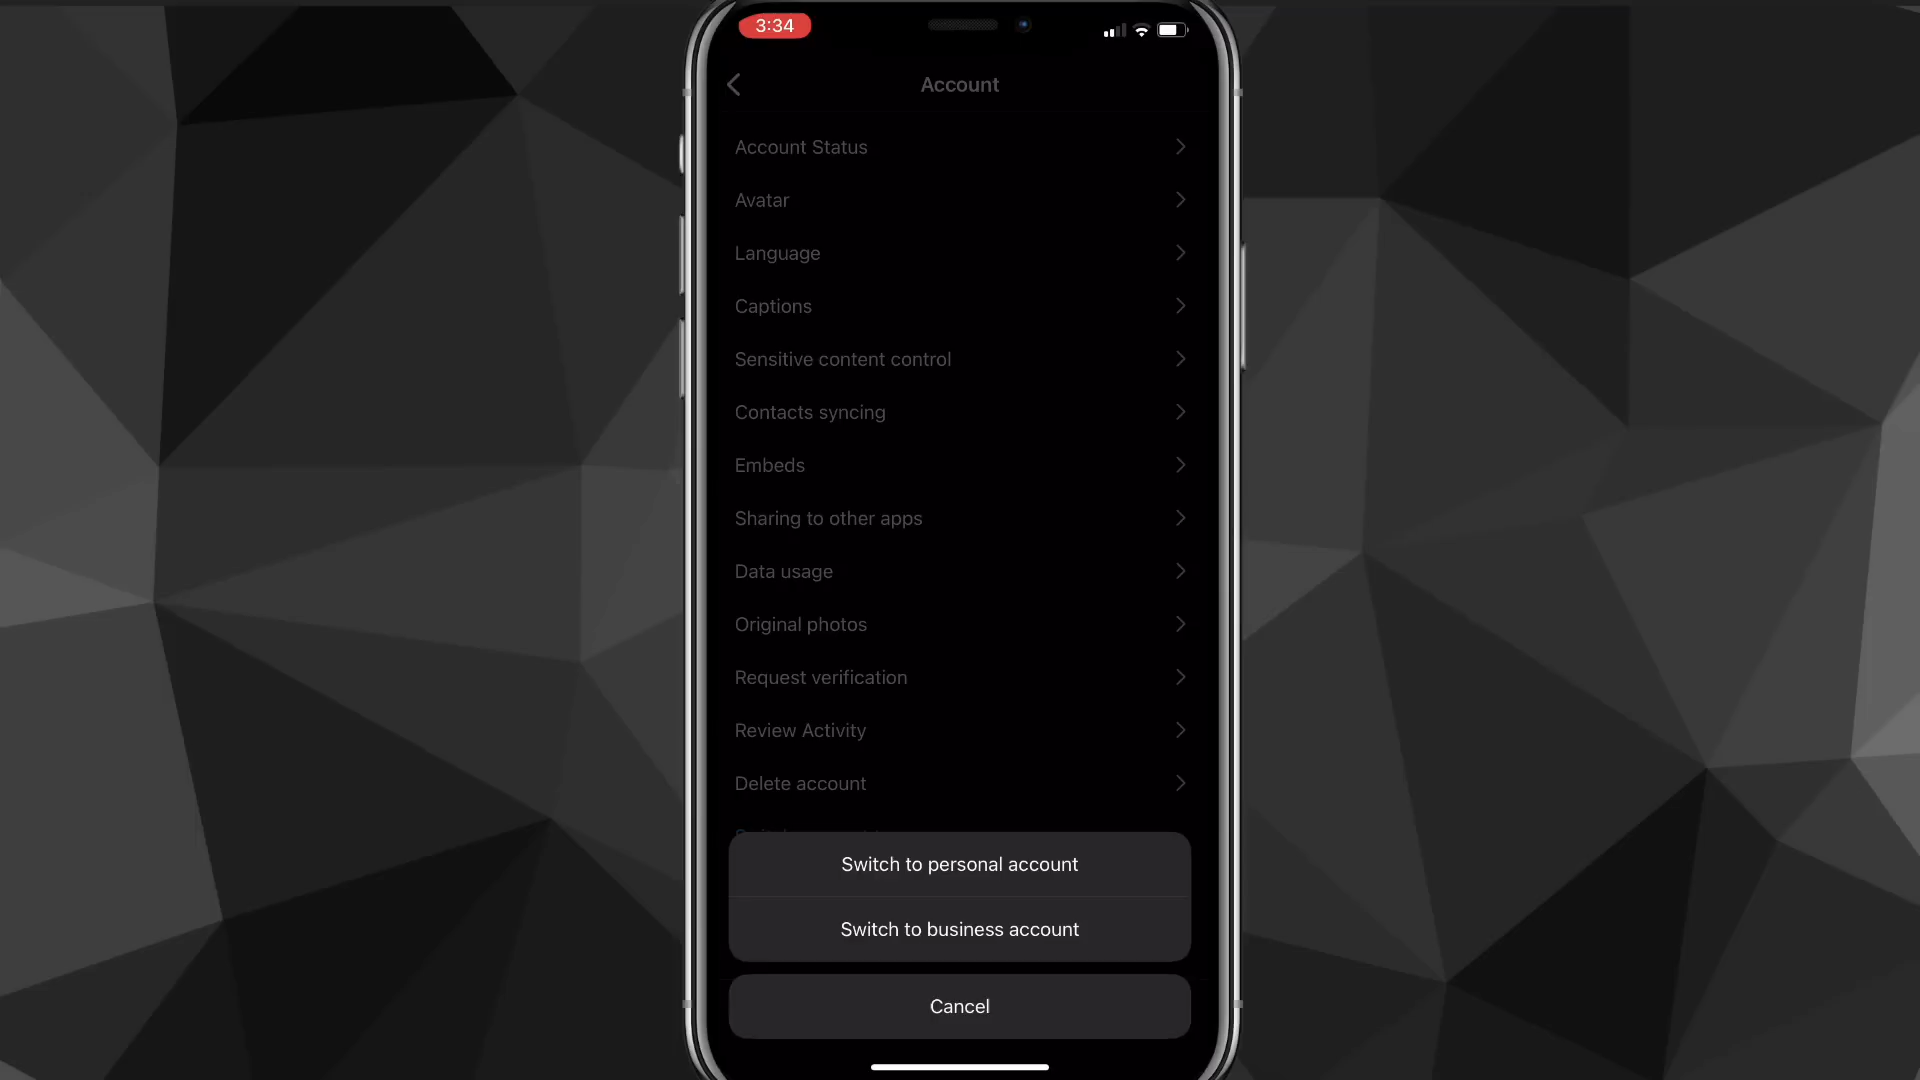 3:34
Account
Account Status
Avatar
Language
Captions
Sensitive content control
Contacts syncing
Embeds
Sharing to other apps
Data usage
Original photos
Request verification
Review Activity
Delete account
Switch to personal account
Switch to business account
Cancel